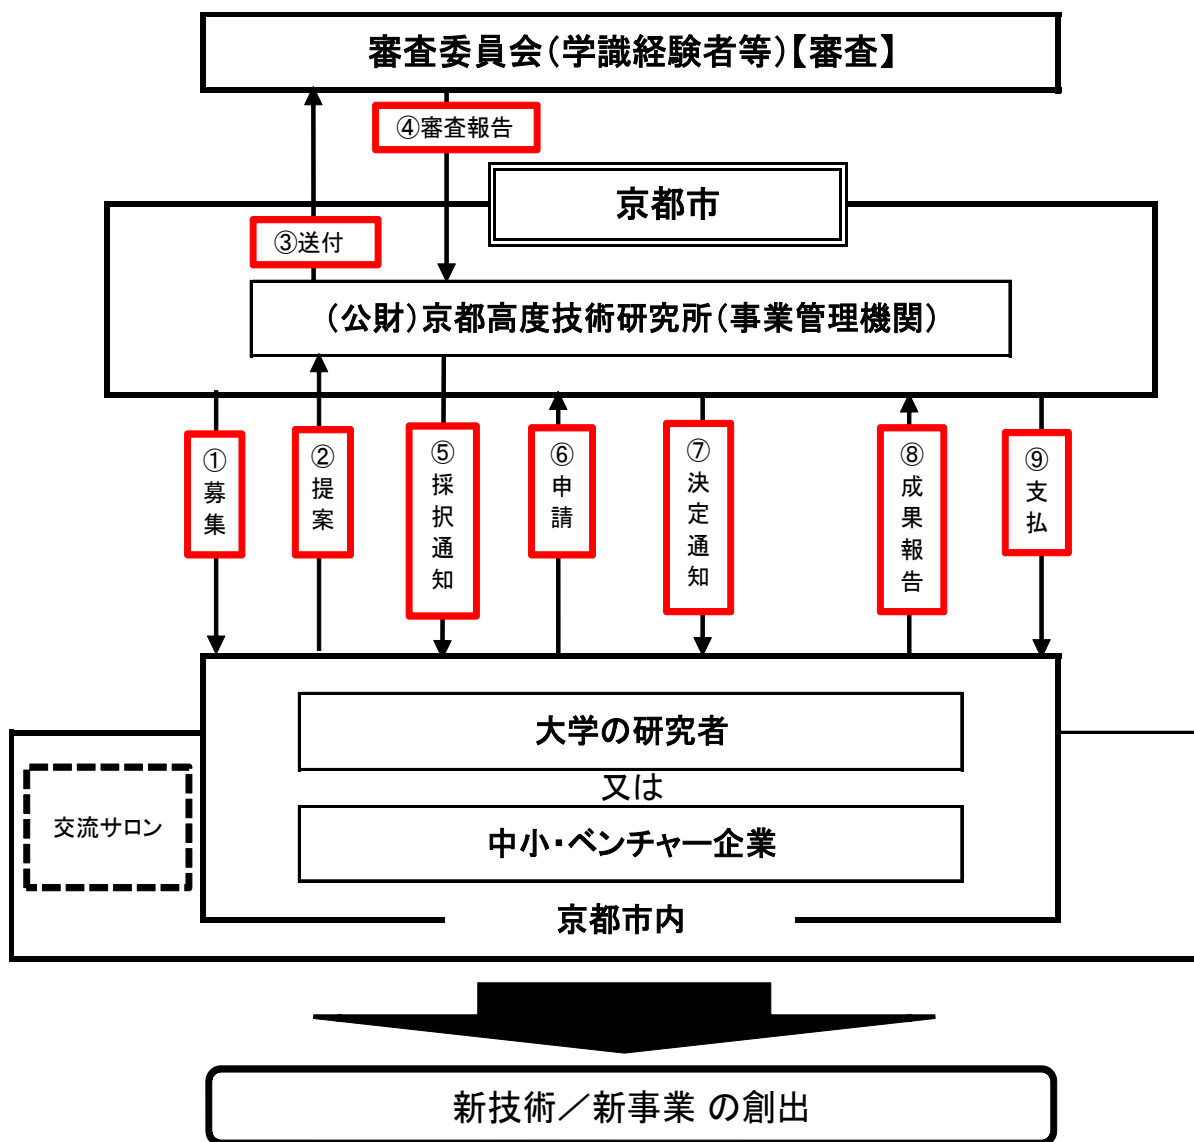 審査委員会(学識経験者等)【審査】
④審査報告
京都市
③送付
(公財)京都高度技術研究所(事業管理機関)
①募集
②提案
⑤採択通知
⑥申請
⑦決定通知
⑧成果報告
⑨支払
大学の研究者
又は
交流サロン
中小・ベンチャー企業
京都市内
新技術/新事業 の創出